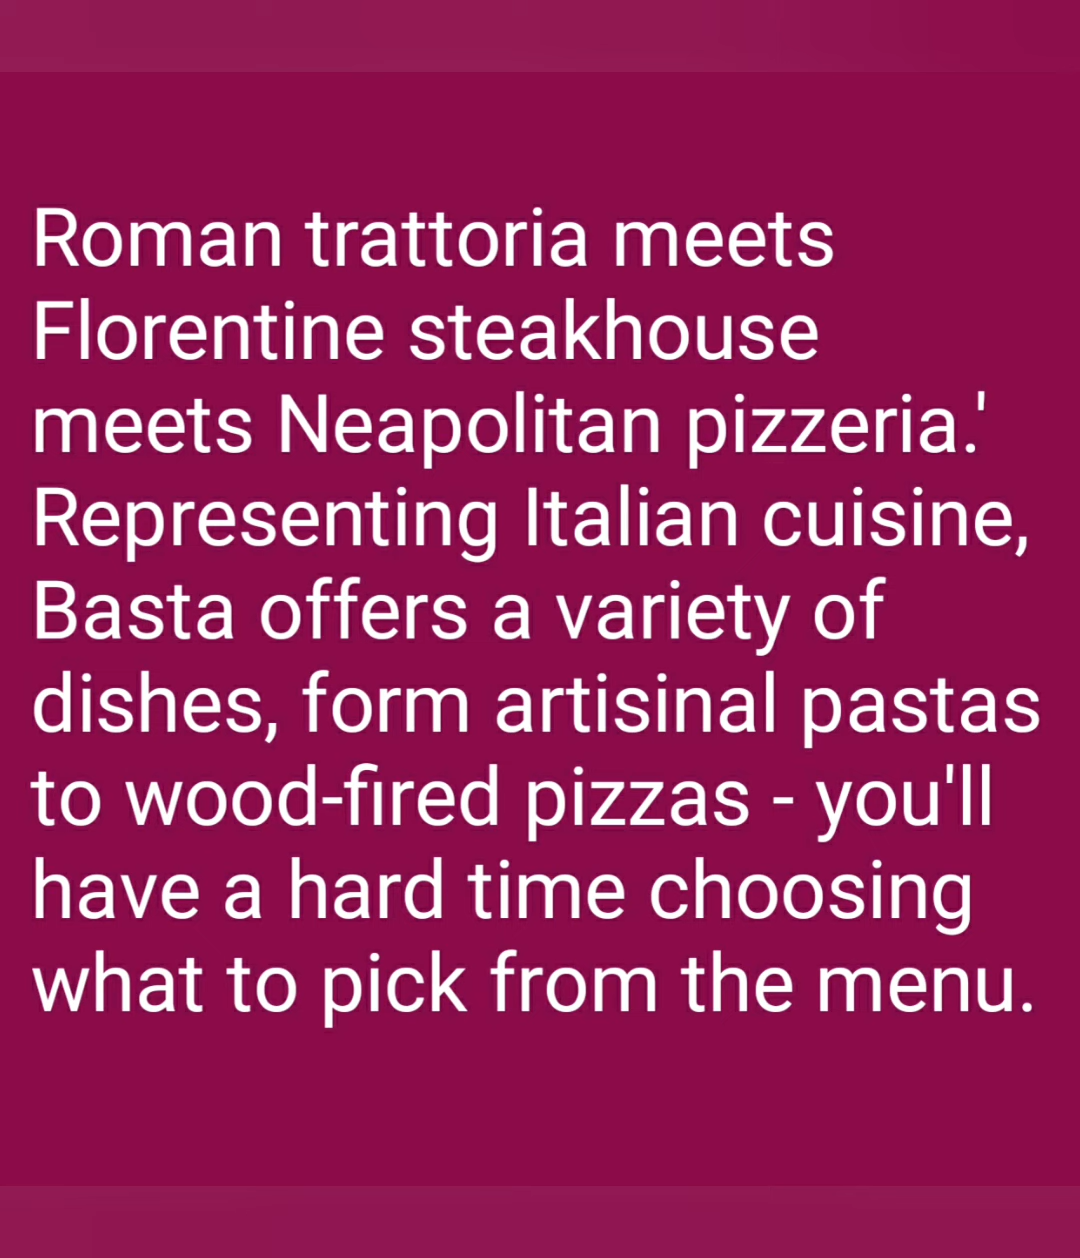 Roman trattoria meets
Florentine steakhouse
meets Neapolitan pizzeria.'
Representing Italian cuisine,
Basta offers a variety of
dishes, form artisinal pastas
to wood-fired pizzas - you'll
have a hard time choosing
what to pick from the menu.